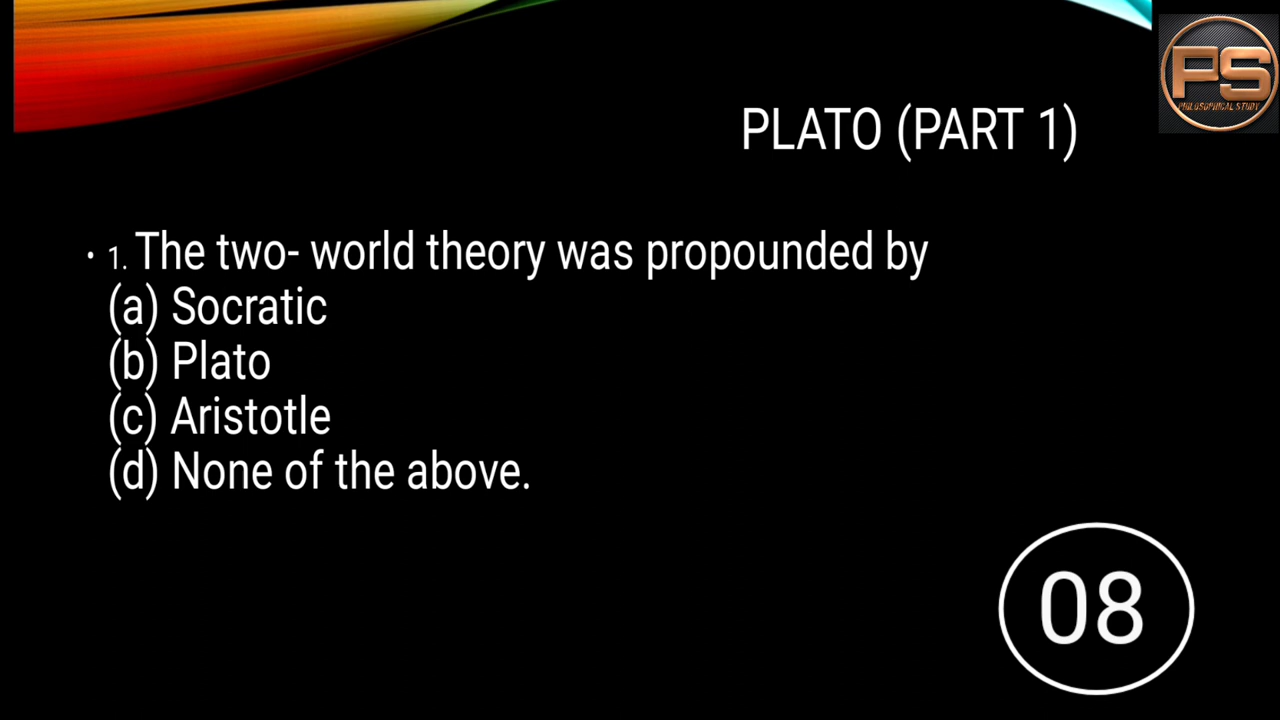 PS
PHILOSOPHICAL STUDY
PLATO (PART 1)
• 1. The two- world theory was propounded by
(a) Socratic
(b) Plato
(c) Aristotle
(d) None of the above.
08